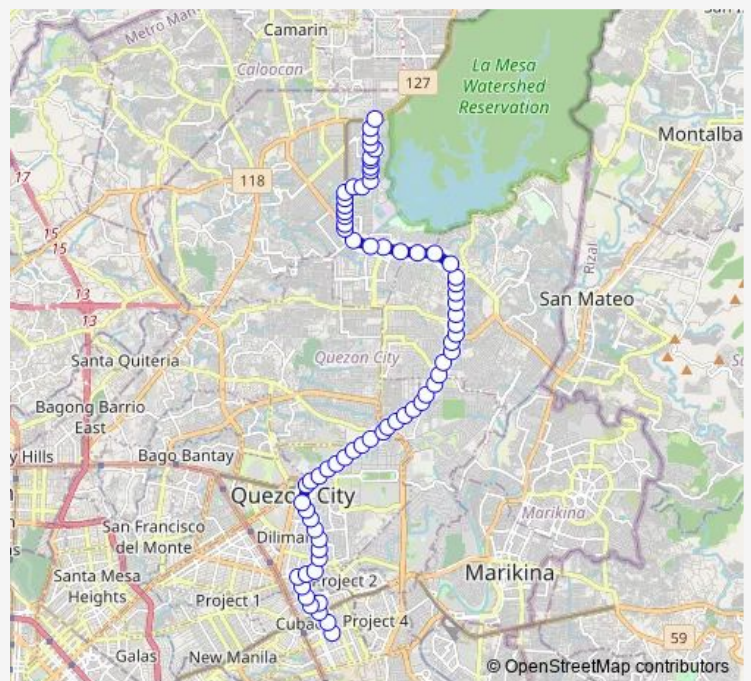 Camarin
Metro Man
Caloocan
127
La Mesa
Watershed
Reservation
Montalba
17
118
15
15
Rizal
13
13
San Mateo
Santa Quiteria
Quezon City
Bagong Barrio
East
y Hills
Bago Bantay
Quezon City
San Francisco
del Monte
Diliman
Marikina
Santa Mesa
Heights
Project 2
Marikina
Project 1
Cubao
Project 4
59
Galas
New Manila
© OpenStreetMap contributors